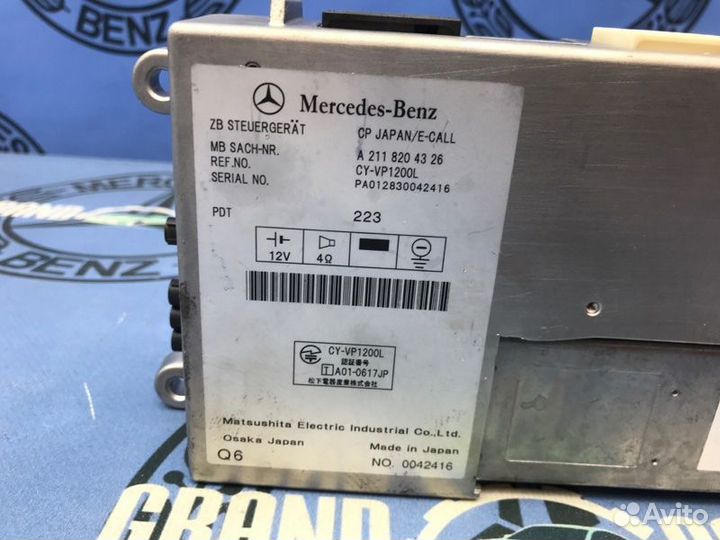 BENZ
Mercedes-Benz
ZB STEUERGERÄT CP JAPAN/E-CALL
MB SACH-NR. A 211 820 43 26
REF.NO. CY-VP1200L
SERIAL NO. PA012830042416
PDT 223
12V 4Ω
CY-VP1200L
認証番号
T A01-0617JP
松下電器産業株式会社
Matsushita Electric Industrial Co.,Ltd.
Osaka Japan Made in Japan
Q6 NO. 0042416
GRAND
BENZ
GRAND
Avito